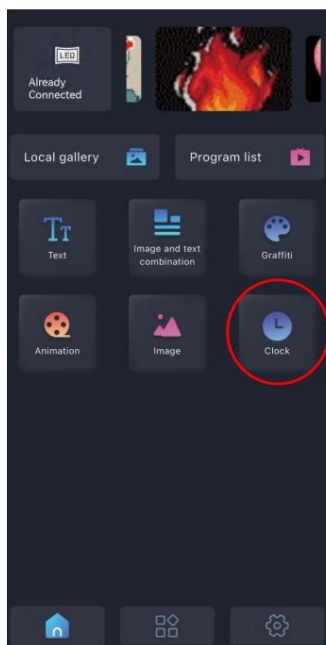 LED
Already
Connected
Local gallery
Program list
Text
Image and text
combination
Graffiti
Animation
Image
Clock